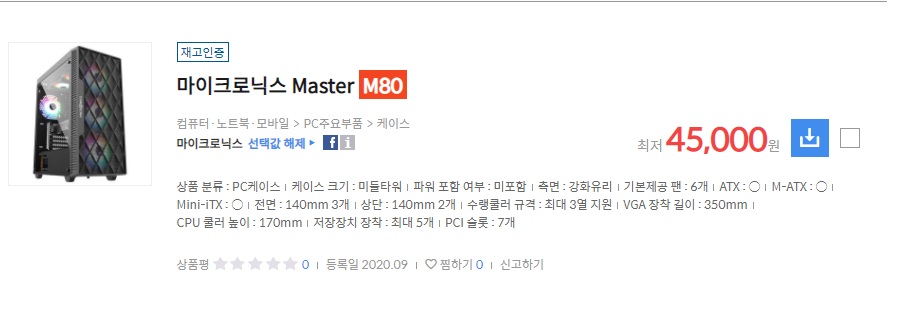 재고인증
마이크로닉스 Master M80
컴퓨터·노트북·모바일 > PC주요부품 > 케이스
마이크로닉스 선택값 해제 ▶ f i
최저 45,000원
상품 분류 : PC케이스 | 케이스 크기 : 미들타워 | 파워 포함 여부 : 미포함 | 측면 : 강화유리 | 기본제공 팬 : 6개 | ATX : ○ | M-ATX : ○ |
Mini-iTX : ○ | 전면 : 140mm 3개 | 상단 : 140mm 2개 | 수랭쿨러 규격 : 최대 3열 지원 | VGA 장착 길이 : 350mm |
CPU 쿨러 높이 : 170mm | 저장장치 장착 : 최대 5개 | PCI 슬롯 : 7개
상품평 ★★★★★ 0 | 등록일 2020.09 | ♡ 찜하기 0 | 신고하기